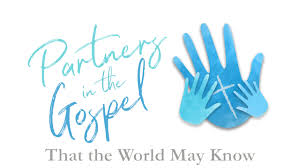 Partners
in the
Gospel
That the World May Know